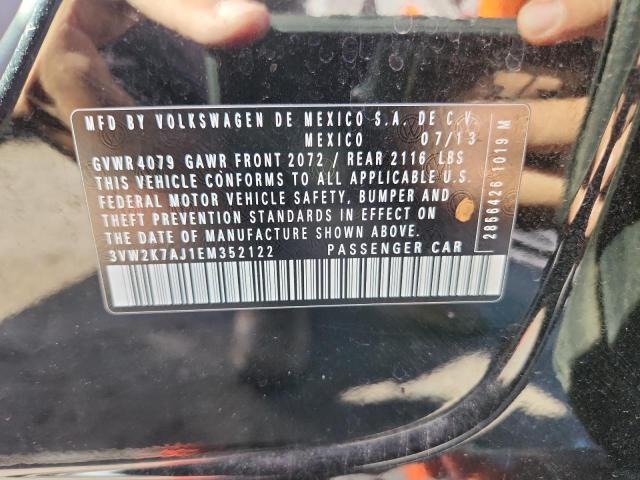 MFD BY VOLKSWAGEN DE MEXICO S.A. DE C.V.
MEXICO 07/13
GVWR 4079 GAWR FRONT 2072 / REAR 2116 LBS
THIS VEHICLE CONFORMS TO ALL APPLICABLE U.S.
FEDERAL MOTOR VEHICLE SAFETY, BUMPER AND
THEFT PREVENTION STANDARDS IN EFFECT ON
THE DATE OF MANUFACTURE SHOWN ABOVE.
3VW2K7AJ1EM352122 PASSENGER CAR
2856426 1019 M